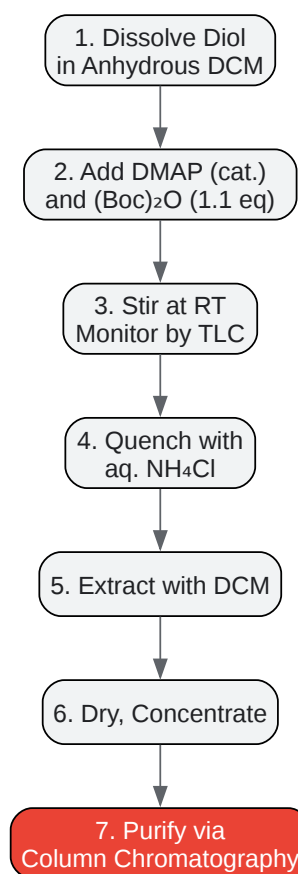 1. Dissolve Diol
in Anhydrous DCM
2. Add DMAP (cat.)
and (Boc)₂O (1.1 eq)
3. Stir at RT
Monitor by TLC
4. Quench with
aq. NH₄Cl
5. Extract with DCM
6. Dry, Concentrate
7. Purify via
Column Chromatography